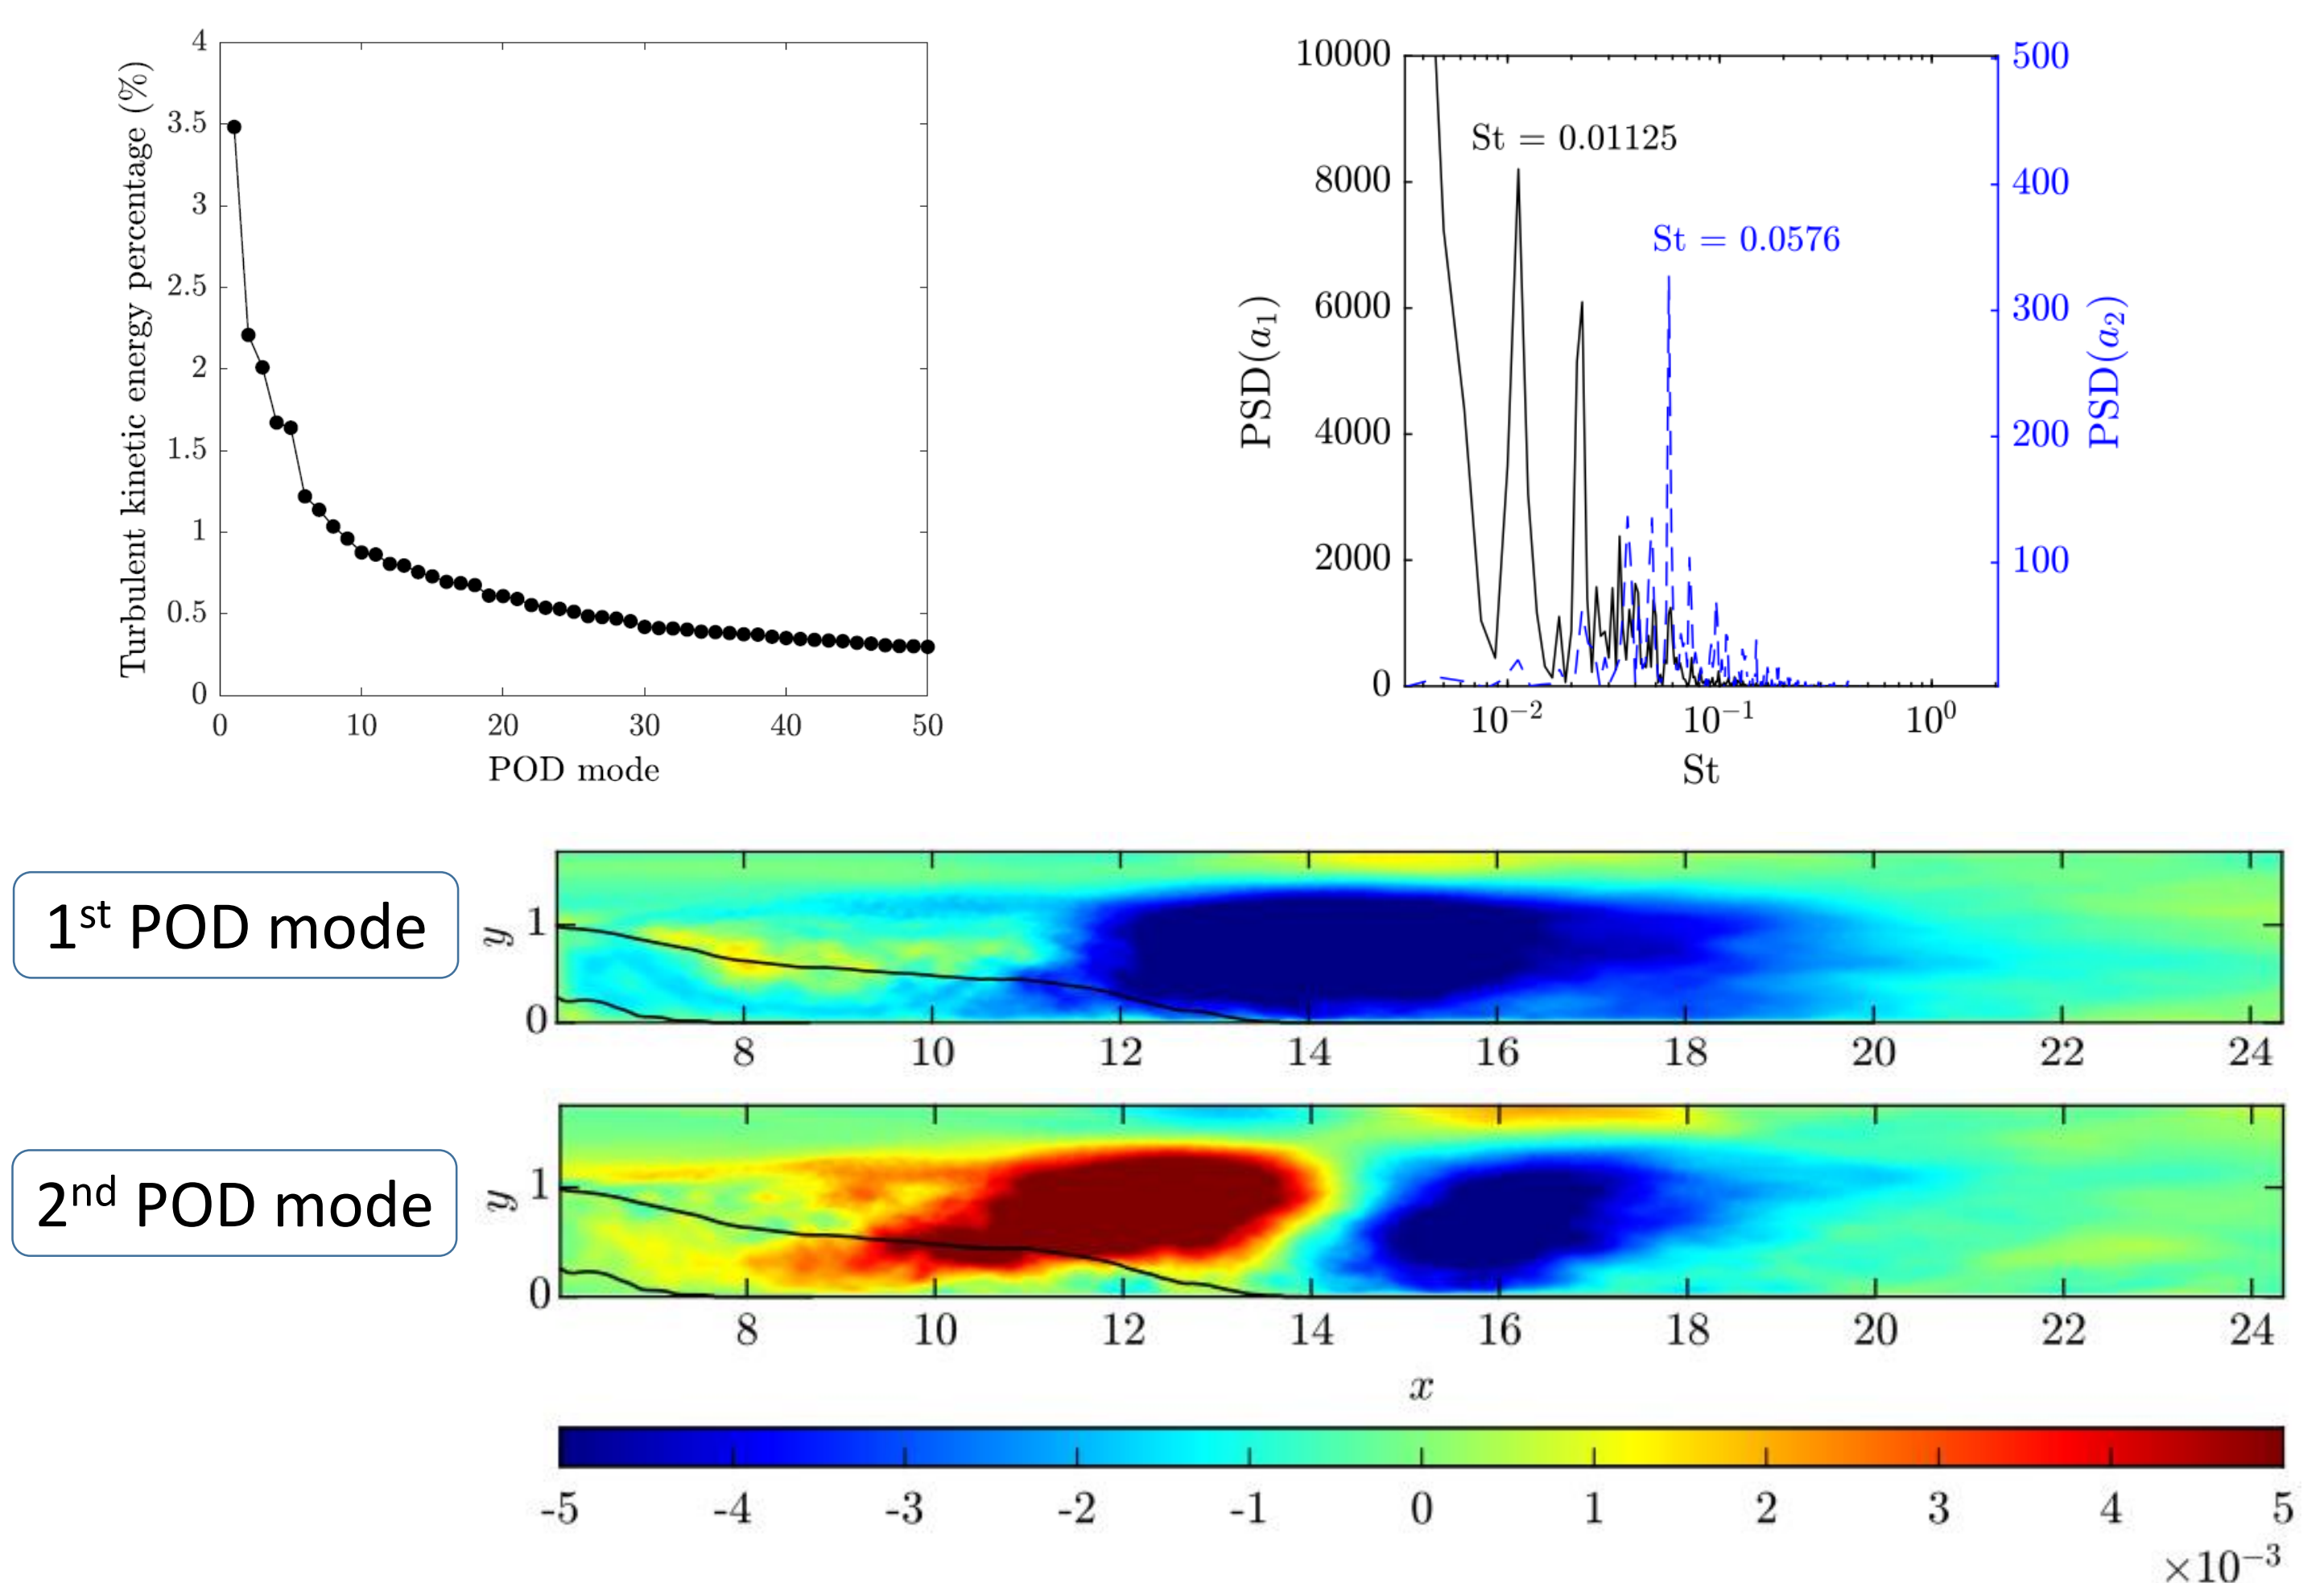 Turbulent kinetic energy percentage (%)
4
3.5
3
2.5
2
1.5
1
0.5
0
0 10 20 30 40 50
POD mode
PSD(a₁)
10000
8000
6000
4000
2000
0
St = 0.01125
St = 0.0576
500
400
300
200
100
PSD(a₂)
10⁻² 10⁻¹ 10⁰
St
1st POD mode
y
1
0
8 10 12 14 16 18 20 22 24
2nd POD mode
y
1
0
8 10 12 14 16 18 20 22 24
x
-5 -4 -3 -2 -1 0 1 2 3 4 5
×10⁻³